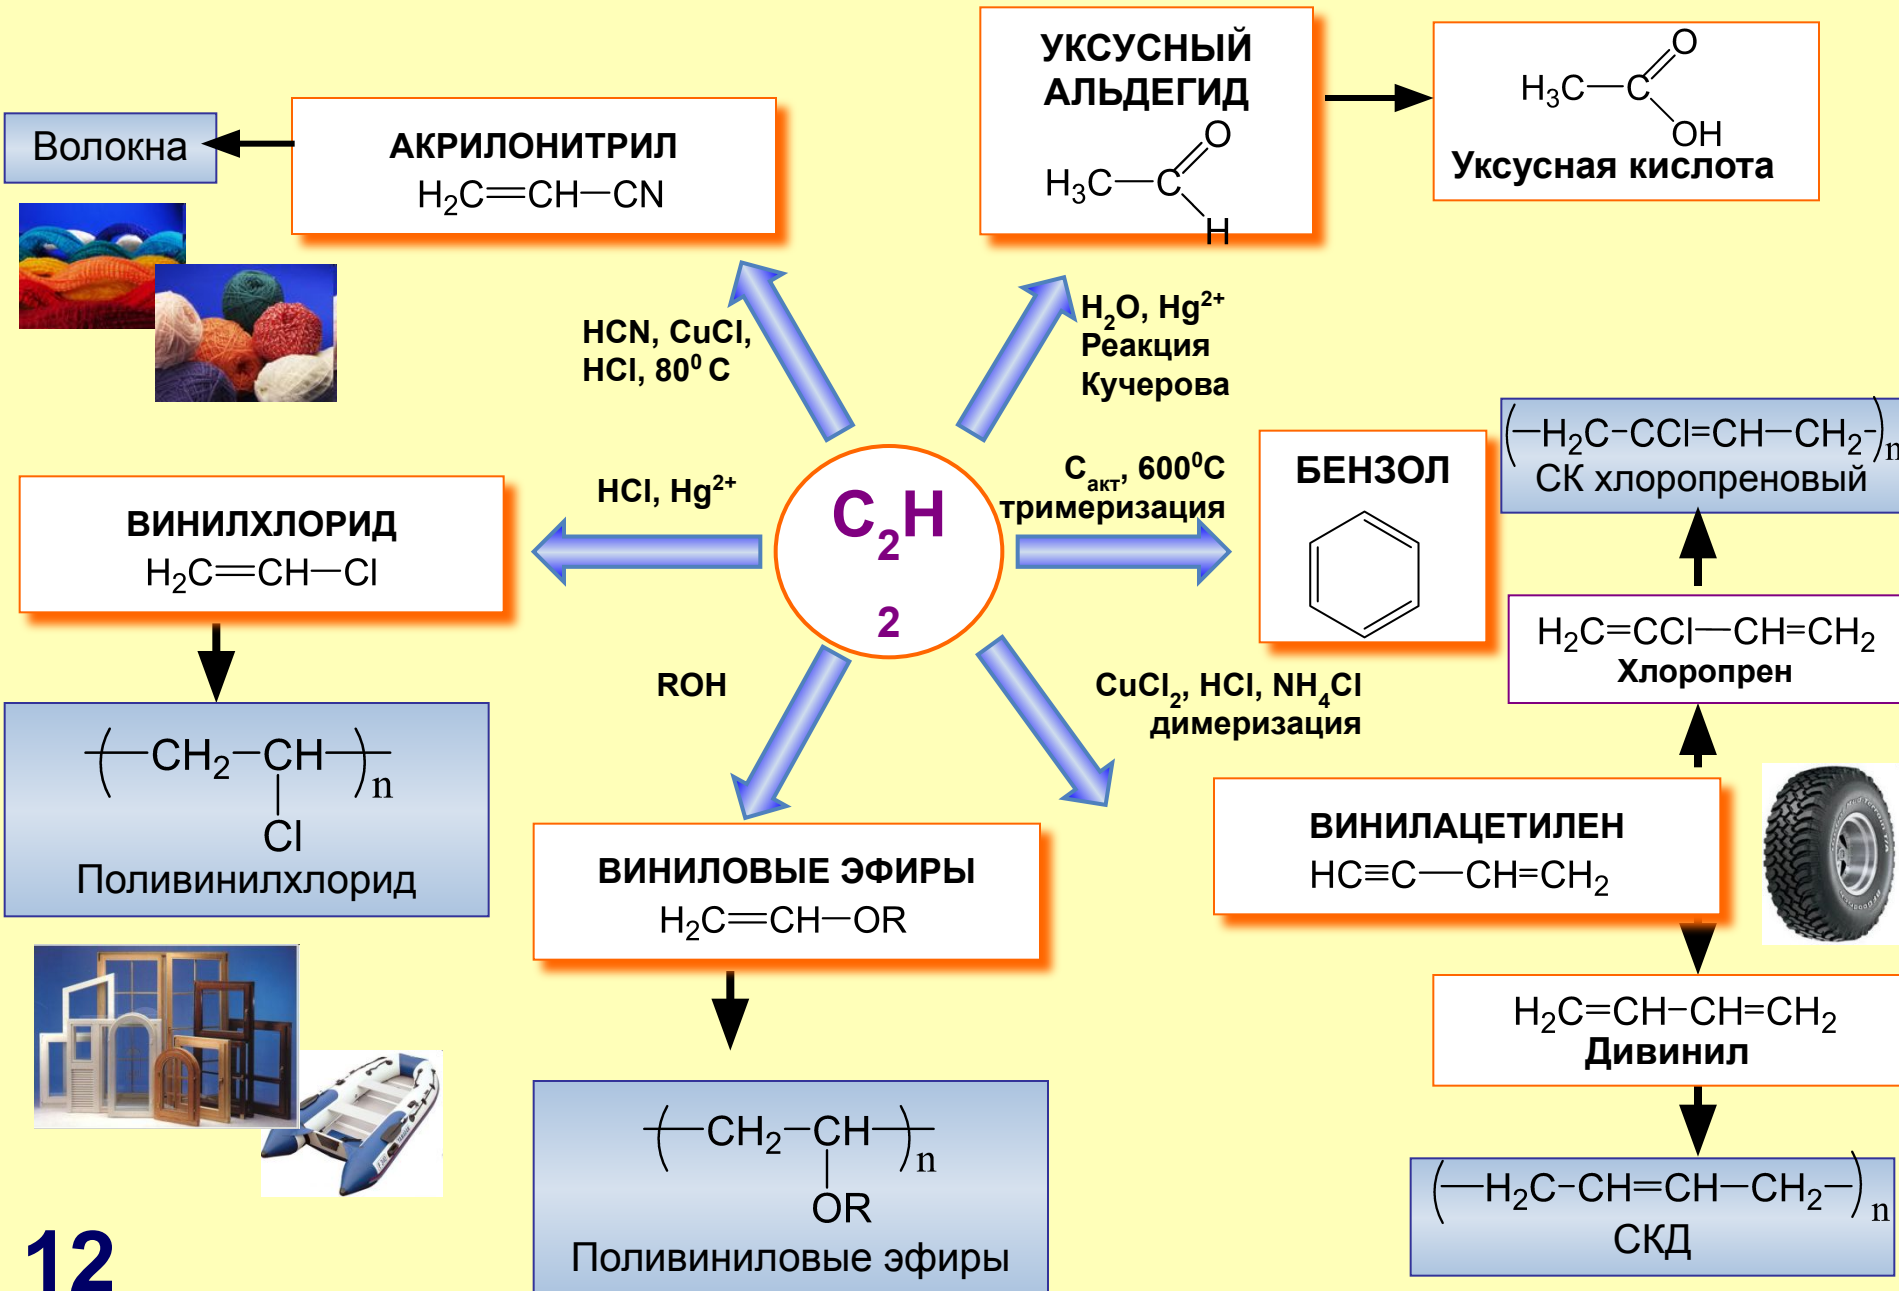 УКСУСНЫЙ
АЛЬДЕГИД
H₃C—C
O
H
H₃C—C
O
OH
Уксусная кислота
Волокна
АКРИЛОНИТРИЛ
H₂C=CH—CN
HCN, CuCl,
HCl, 80⁰ C
H₂O, Hg²⁺
Реакция
Кучерова
(—H₂C-CCl=CH—CH₂-)n
СК хлоропреновый
HCl, Hg²⁺
C₂H
2
Cакт, 600⁰C
тримеризация
БЕНЗОЛ
ВИНИЛХЛОРИД
H₂C=CH—Cl
H₂C=CCl—CH=CH₂
Хлоропрен
ROH
CuCl₂, HCl, NH₄Cl
димеризация
(—CH₂—CH—)n
Cl
Поливинилхлорид
ВИНИЛОВЫЕ ЭФИРЫ
H₂C=CH—OR
ВИНИЛАЦЕТИЛЕН
HC≡C—CH=CH₂
H₂C=CH-CH=CH₂
Дивинил
(—CH₂—CH—)n
OR
Поливиниловые эфиры
(—H₂C-CH=CH—CH₂—)n
СКД
12